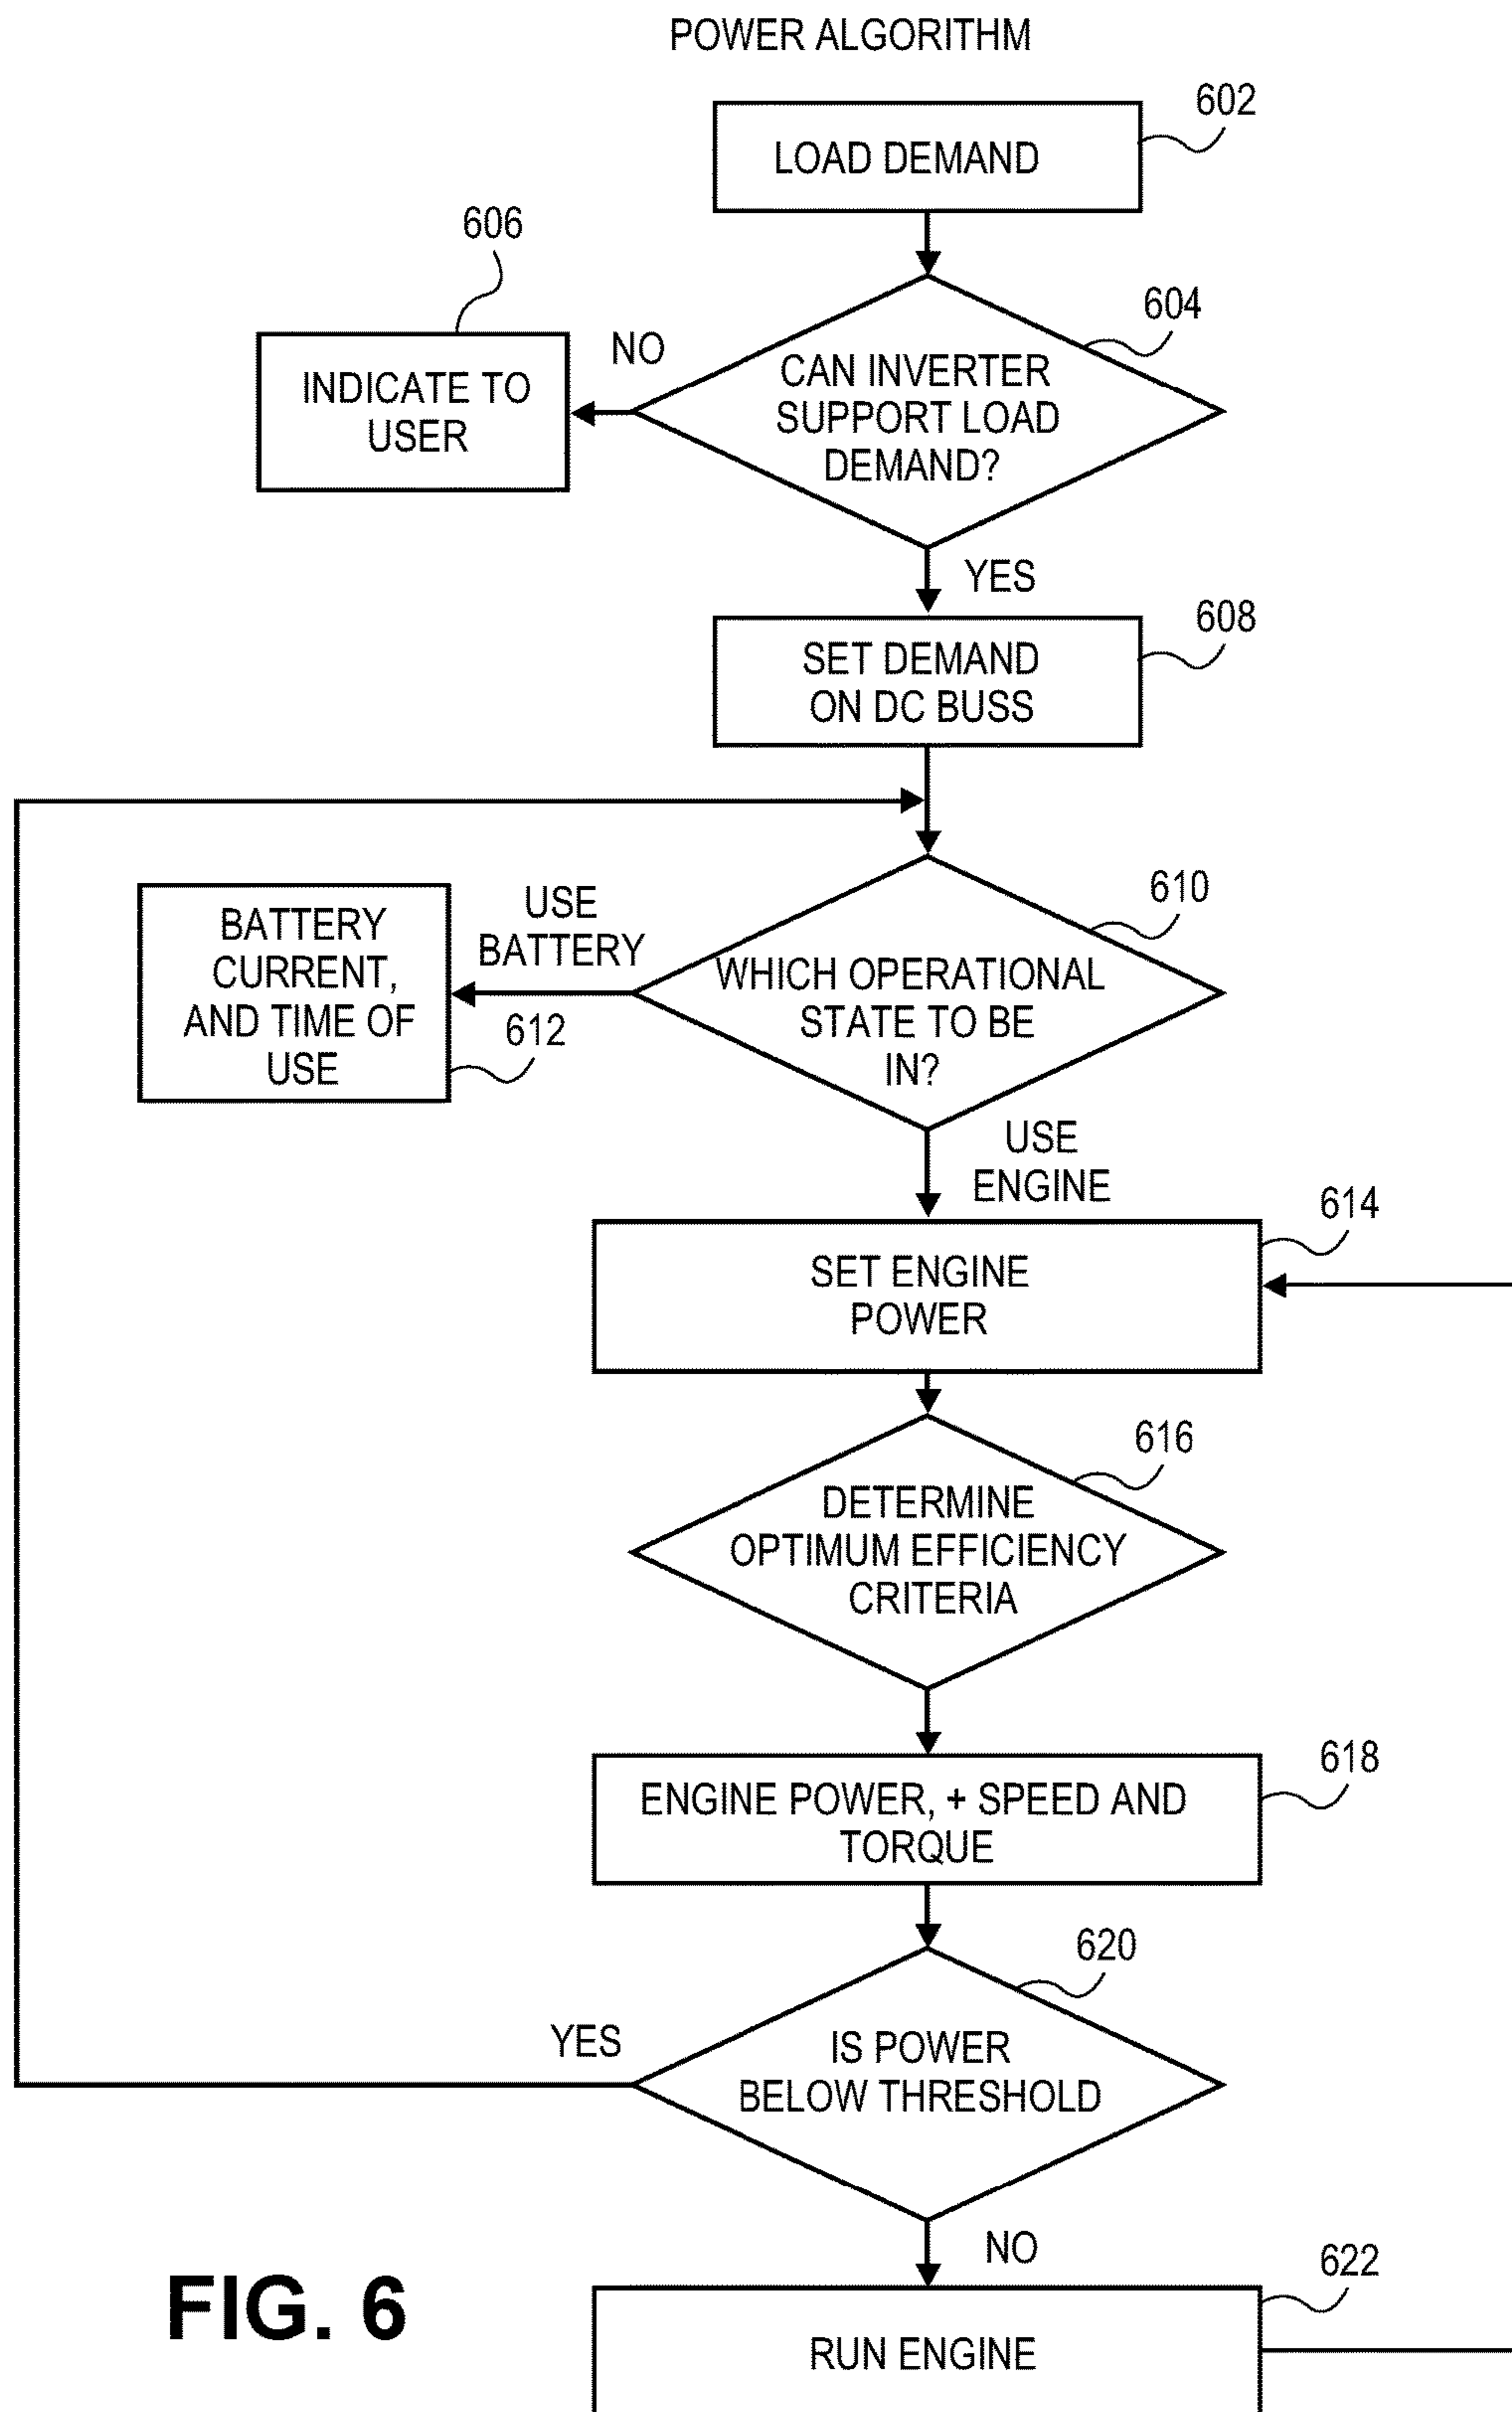 POWER ALGORITHM
602
LOAD DEMAND
606
604
NO
CAN INVERTER
SUPPORT LOAD
DEMAND?
INDICATE TO
USER
YES
608
SET DEMAND
ON DC BUSS
610
USE
BATTERY
BATTERY
CURRENT,
AND TIME OF
USE
612
WHICH OPERATIONAL
STATE TO BE
IN?
USE
ENGINE
614
SET ENGINE
POWER
616
DETERMINE
OPTIMUM EFFICIENCY
CRITERIA
618
ENGINE POWER, + SPEED AND
TORQUE
620
YES
IS POWER
BELOW THRESHOLD
NO
622
RUN ENGINE
FIG. 6